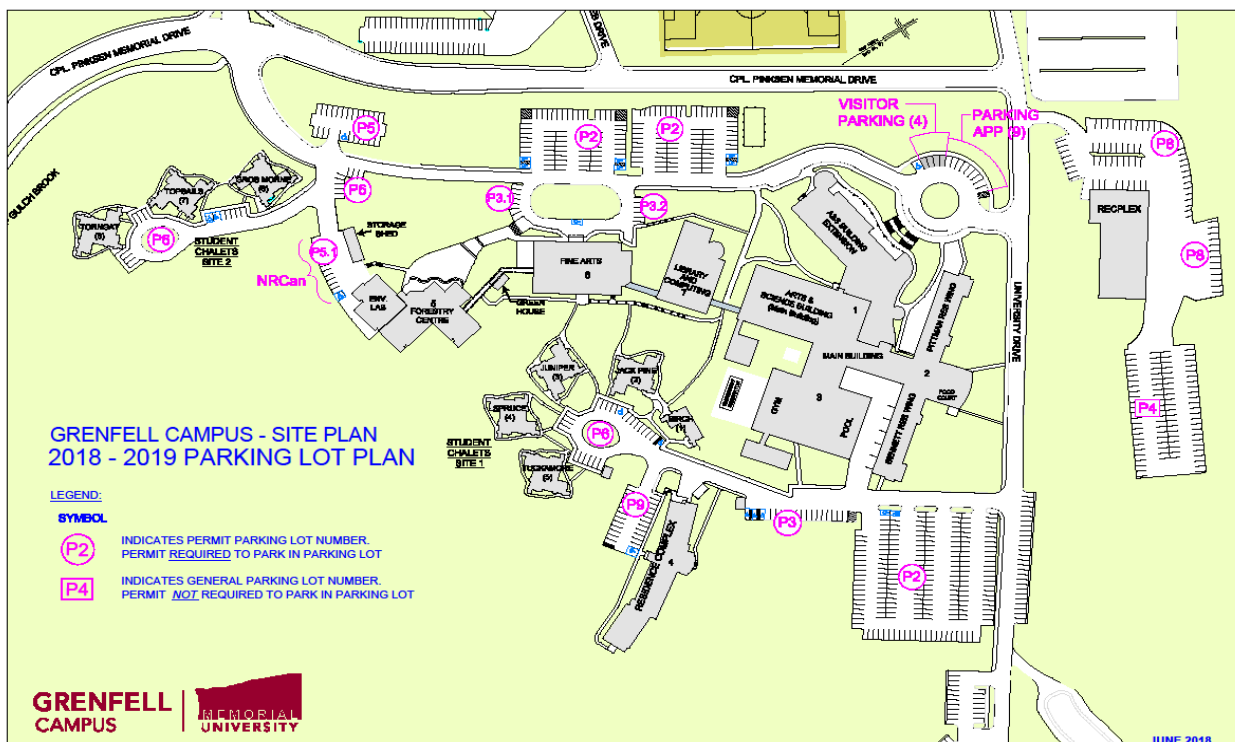 CPL. PINKSEN MEMORIAL DRIVE
DRIVE
CPL. PINKSEN MEMORIAL DRIVE
VISITOR
PARKING (4)
PARKING
APP (9)
P5
P2
P2
P8
GULCH BROOK
GROS MORNE
(6)
TOPSAILS
(7)
TORNGAT
(8)
P6
P6
P3.1
P3.2
A&S BUILDING
EXTENSION
RECPLEX
P8
STUDENT
CHALETS
SITE 2
STORAGE
SHED
P5.1
NRCan
FINE ARTS
6
LIBRARY
AND
COMPUTING
7
ENV.
LAB
5
FORESTRY
CENTRE
GREEN
HOUSE
ARTS &
SCIENCE BUILDING
(Main Building)
1
PITTMAN RES WING
UNIVERSITY DRIVE
MAIN BUILDING
2
FOOD
COURT
JUNIPER
(3)
JACK PINE
(2)
GYM
3
POOL
BENNETT RES WING
P4
SPRUCE
(4)
BIRCH
(1)
P6
STUDENT
CHALETS
SITE 1
TUCKAMORE
(5)
GRENFELL CAMPUS - SITE PLAN
2018 - 2019 PARKING LOT PLAN
P9
P3
RESIDENCE COMPLEX
4
P2
LEGEND:
SYMBOL
P2
INDICATES PERMIT PARKING LOT NUMBER.
PERMIT REQUIRED TO PARK IN PARKING LOT
P4
INDICATES GENERAL PARKING LOT NUMBER.
PERMIT NOT REQUIRED TO PARK IN PARKING LOT
GRENFELL
CAMPUS
MEMORIAL
UNIVERSITY
JUNE 2018